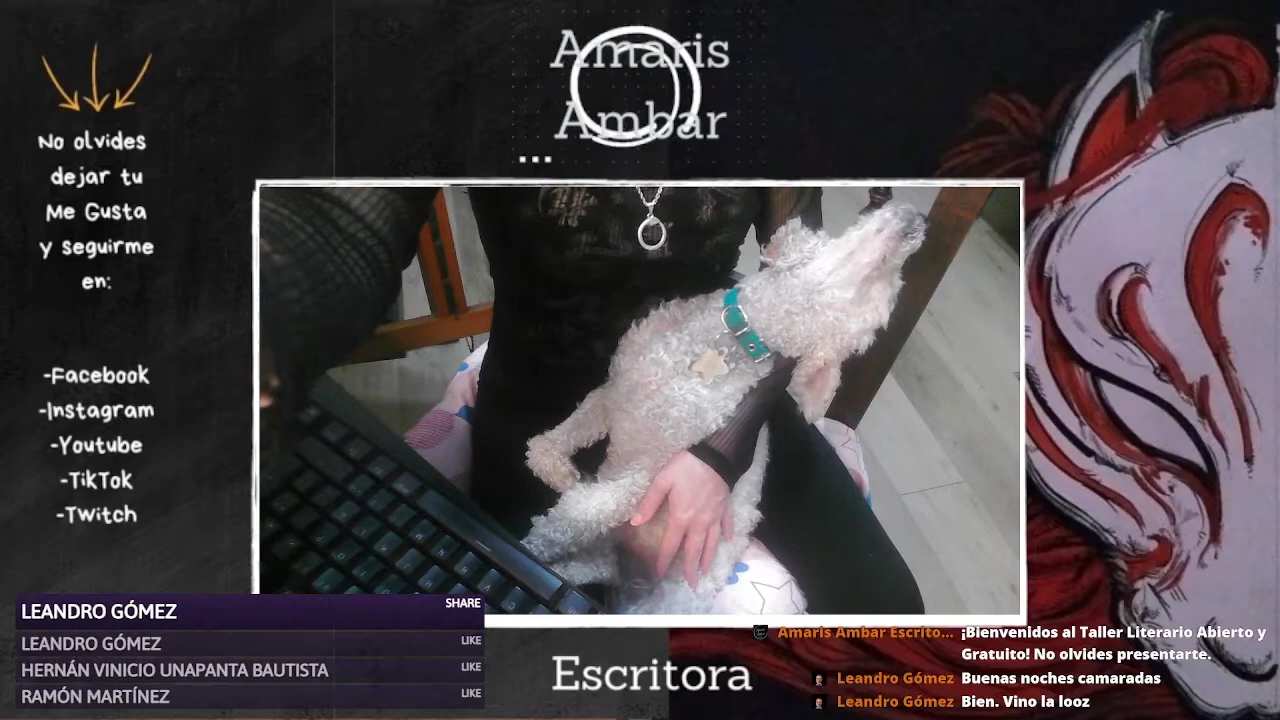 Amaris
Ambar
No olvides
dejar tu
Me Gusta
y seguirme
en:
-Facebook
-Instagram
-Youtube
-TikTok
-Twitch
LEANDRO GÓMEZ SHARE
LEANDRO GÓMEZ LIKE
HERNÁN VINICIO UNAPANTA BAUTISTA LIKE
RAMÓN MARTÍNEZ LIKE
Escritora
Amaris Ambar Escrito... ¡Bienvenidos al Taller Literario Abierto y
Gratuito! No olvides presentarte.
Leandro Gómez Buenas noches camaradas
Leandro Gómez Bien. Vino la looz